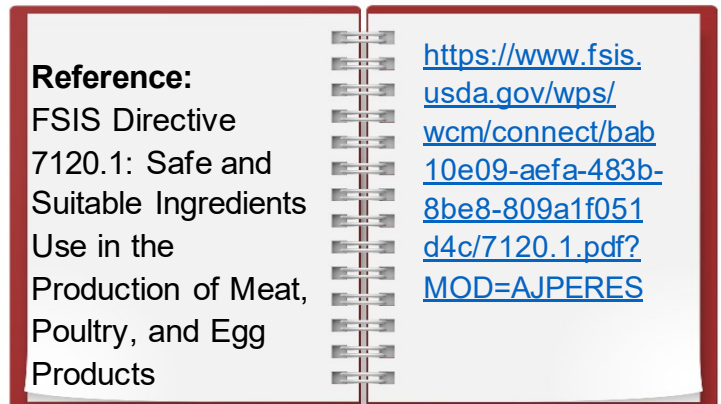 Reference:
FSIS Directive
7120.1: Safe and
Suitable Ingredients
Use in the
Production of Meat,
Poultry, and Egg
Products
https://www.fsis.
usda.gov/wps/
wcm/connect/bab
10e09-aefa-483b-
8be8-809a1f051
d4c/7120.1.pdf?
MOD=AJPERES